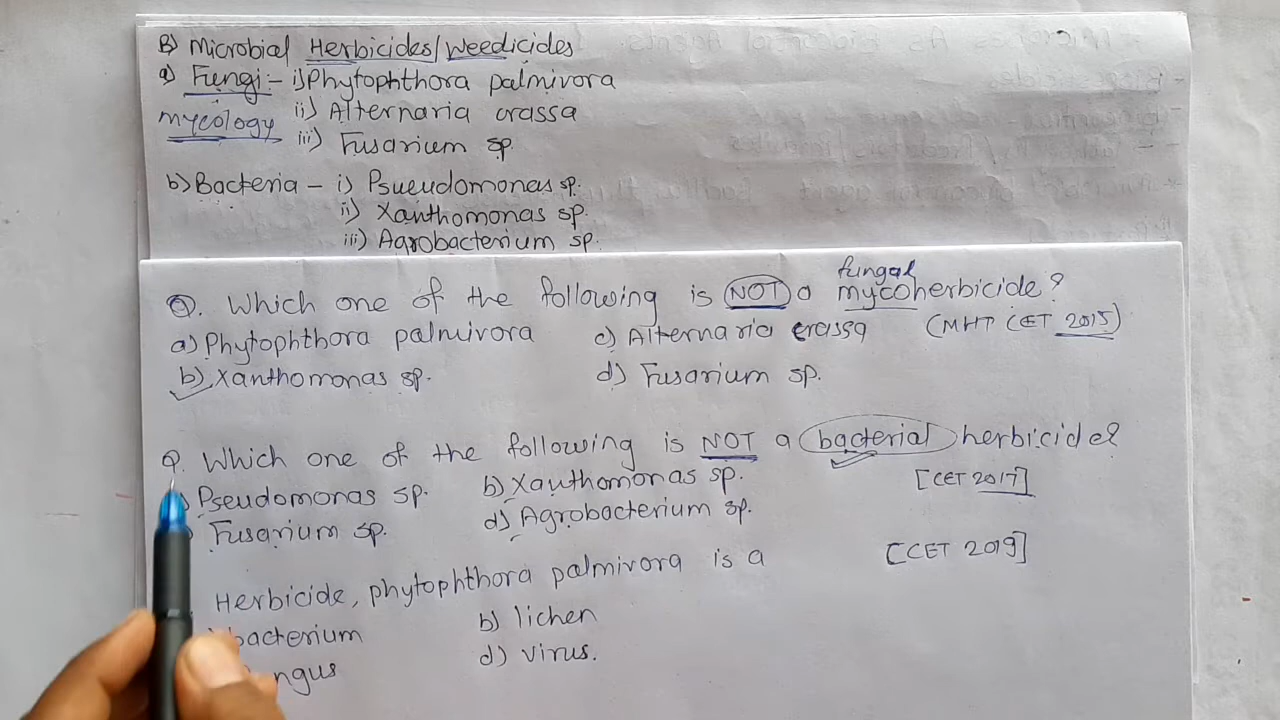 B) Microbial Herbicides/Weedicides
a) Fungi:- i) Phytophthora palmivora
mycology ii) Alternaria crassa
iii) Fusarium sp.
b) Bacteria - i) Psueudomonas sp.
ii) Xanthomonas sp.
iii) Agrobacterium sp.
fungal
Q. Which one of the following is NOT a mycoherbicide?
a) Phytophthora palmivora c) Alternaria crassa (MHT CET 2015)
b) Xanthomonas sp. d) Fusarium sp.
Q. Which one of the following is NOT a bacterial herbicide?
Pseudomonas sp. b) Xanthomonas sp. [CET 2017]
Fusarium sp. d) Agrobacterium sp.
Herbicide, phytophthora palmivora is a [CET 2019]
bacterium b) lichen
ngus d) virus.